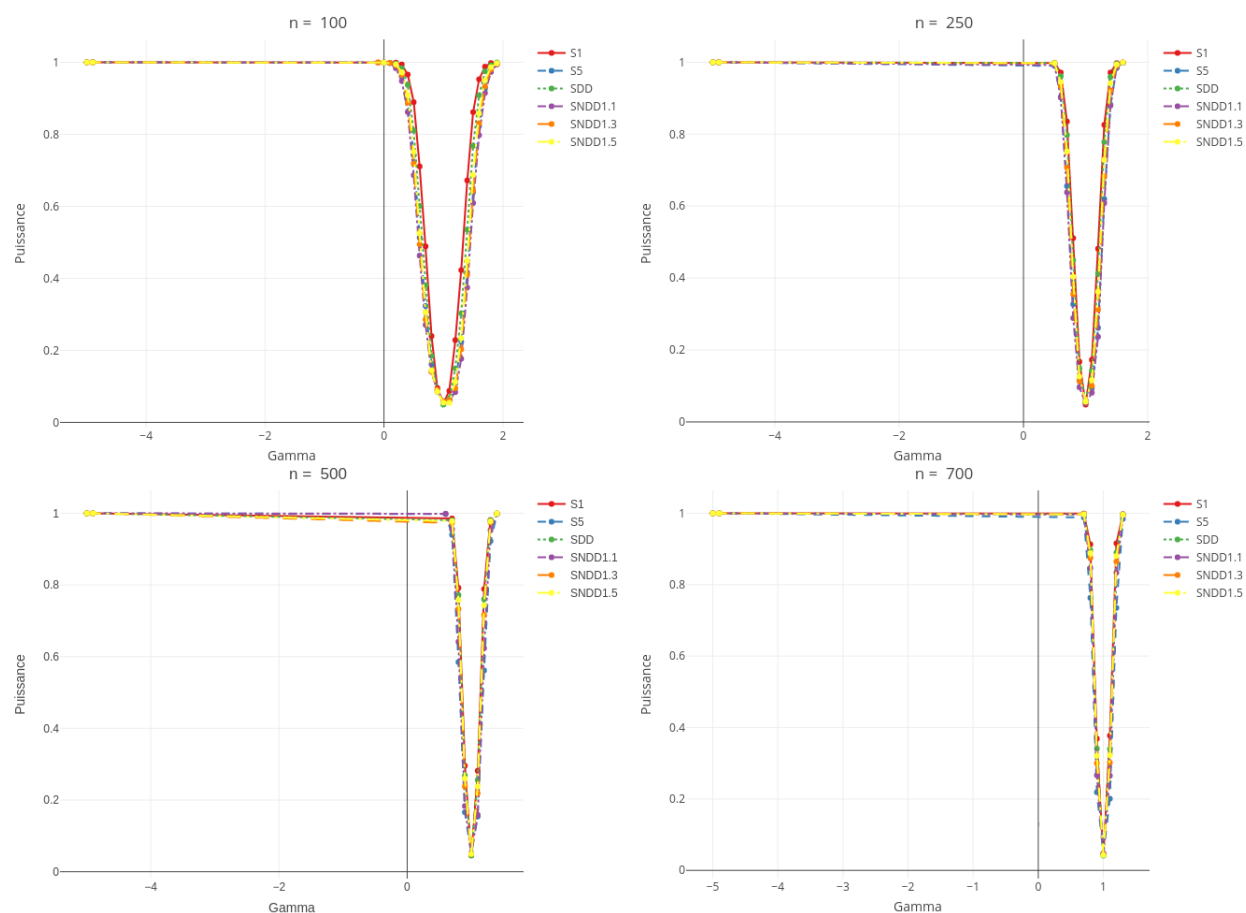 n = 100
1
0.8
0.6
0.4
0.2
0
−4
−2
0
2
Puissance
Gamma
S1
S5
SDD
SNDD1.1
SNDD1.3
SNDD1.5
n = 250
1
0.8
0.6
0.4
0.2
0
−4
−2
0
2
Puissance
Gamma
S1
S5
SDD
SNDD1.1
SNDD1.3
SNDD1.5
n = 500
1
0.8
0.6
0.4
0.2
0
−4
−2
0
Puissance
Gamma
S1
S5
SDD
SNDD1.1
SNDD1.3
SNDD1.5
n = 700
1
0.8
0.6
0.4
0.2
0
−5
−4
−3
−2
−1
0
1
Puissance
Gamma
S1
S5
SDD
SNDD1.1
SNDD1.3
SNDD1.5